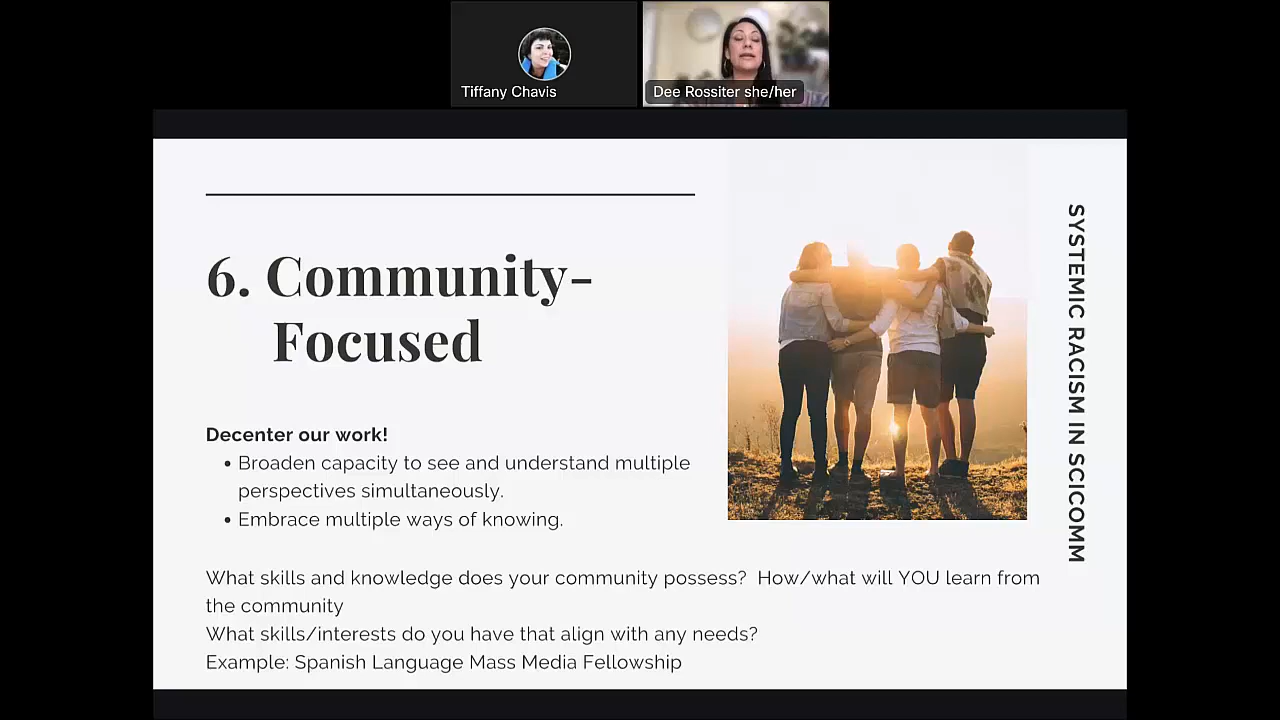 Tiffany Chavis
Dee Rossiter she/her
6. Community-
Focused
Decenter our work!
• Broaden capacity to see and understand multiple
perspectives simultaneously.
• Embrace multiple ways of knowing.
What skills and knowledge does your community possess?  How/what will YOU learn from
the community
What skills/interests do you have that align with any needs?
Example: Spanish Language Mass Media Fellowship
SYSTEMIC RACISM IN SCICOMM